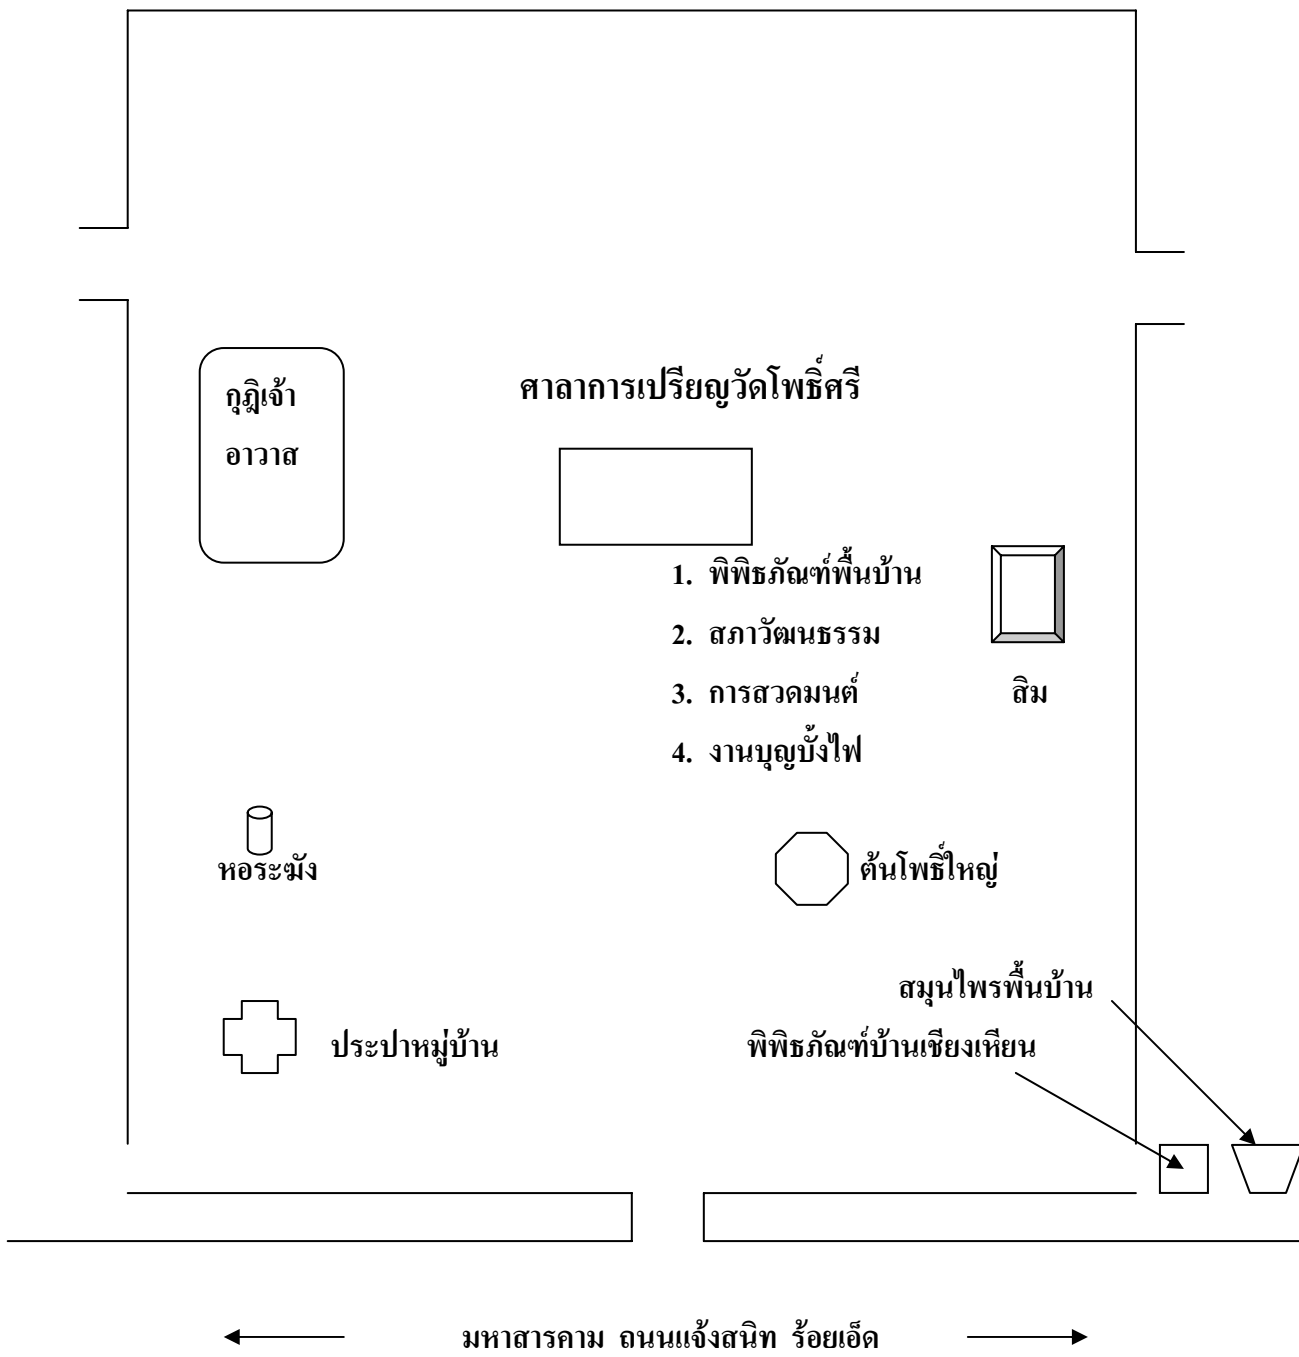 กุฎิเจ้า
อาวาส
ศาลาการเปรียญวัดโพธิ์ศรี
1. พิพิธภัณฑ์พื้นบ้าน
2. สภาวัฒนธรรม
3. การสวดมนต์
4. งานบุญบั้งไฟ
สิม
หอระฆัง
ต้นโพธิ์ใหญ่
สมุนไพรพื้นบ้าน
ประปาหมู่บ้าน
พิพิธภัณฑ์บ้านเชียงเหียน
มหาสารคาม ถนนแจ้งสนิท ร้อยเอ็ด